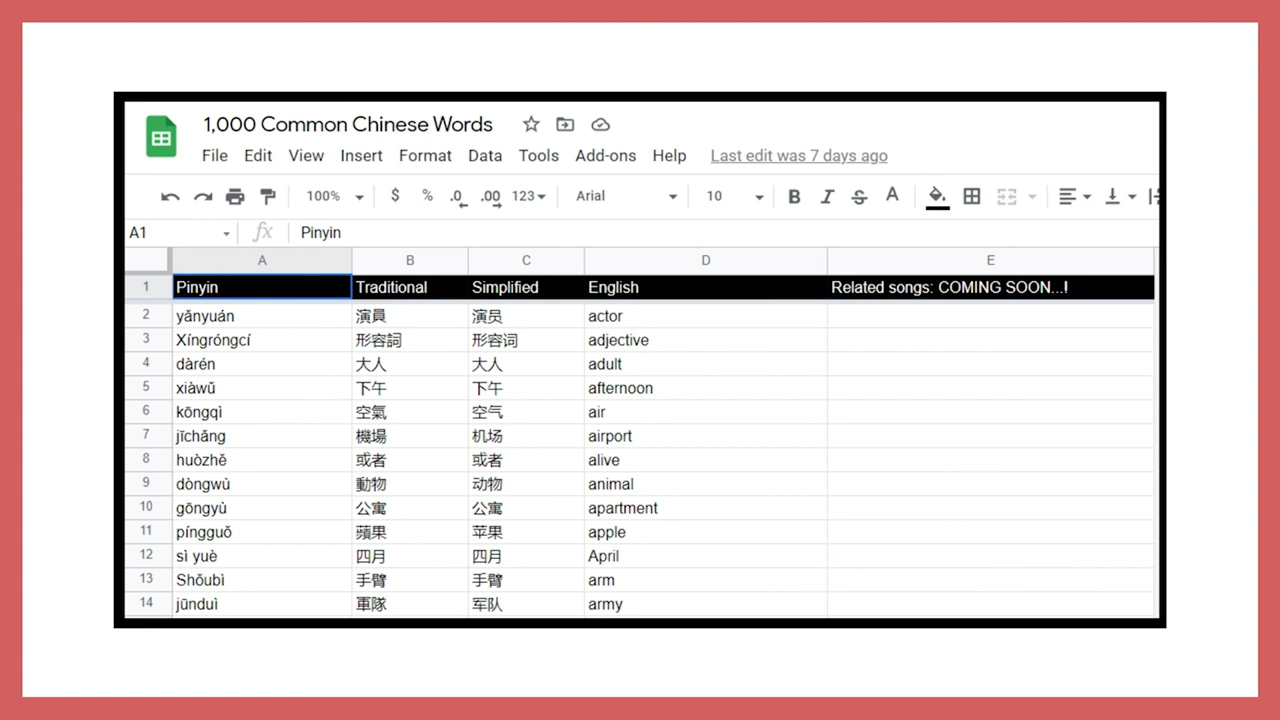 1,000 Common Chinese Words
File Edit View Insert Format Data Tools Add-ons Help Last edit was 7 days ago
100% $ % .0 .00 123 Arial 10 B I S A
A1 fx Pinyin
A B C D E
1 Pinyin Traditional Simplified English Related songs: COMING SOON...!
2 yǎnyuán 演員 演员 actor
3 Xíngróngcí 形容詞 形容词 adjective
4 dàrén 大人 大人 adult
5 xiàwǔ 下午 下午 afternoon
6 kōngqì 空氣 空气 air
7 jīchǎng 機場 机场 airport
8 huòzhě 或者 或者 alive
9 dòngwù 動物 动物 animal
10 gōngyù 公寓 公寓 apartment
11 píngguǒ 蘋果 苹果 apple
12 sì yuè 四月 四月 April
13 Shǒubì 手臂 手臂 arm
14 jūnduì 軍隊 军队 army